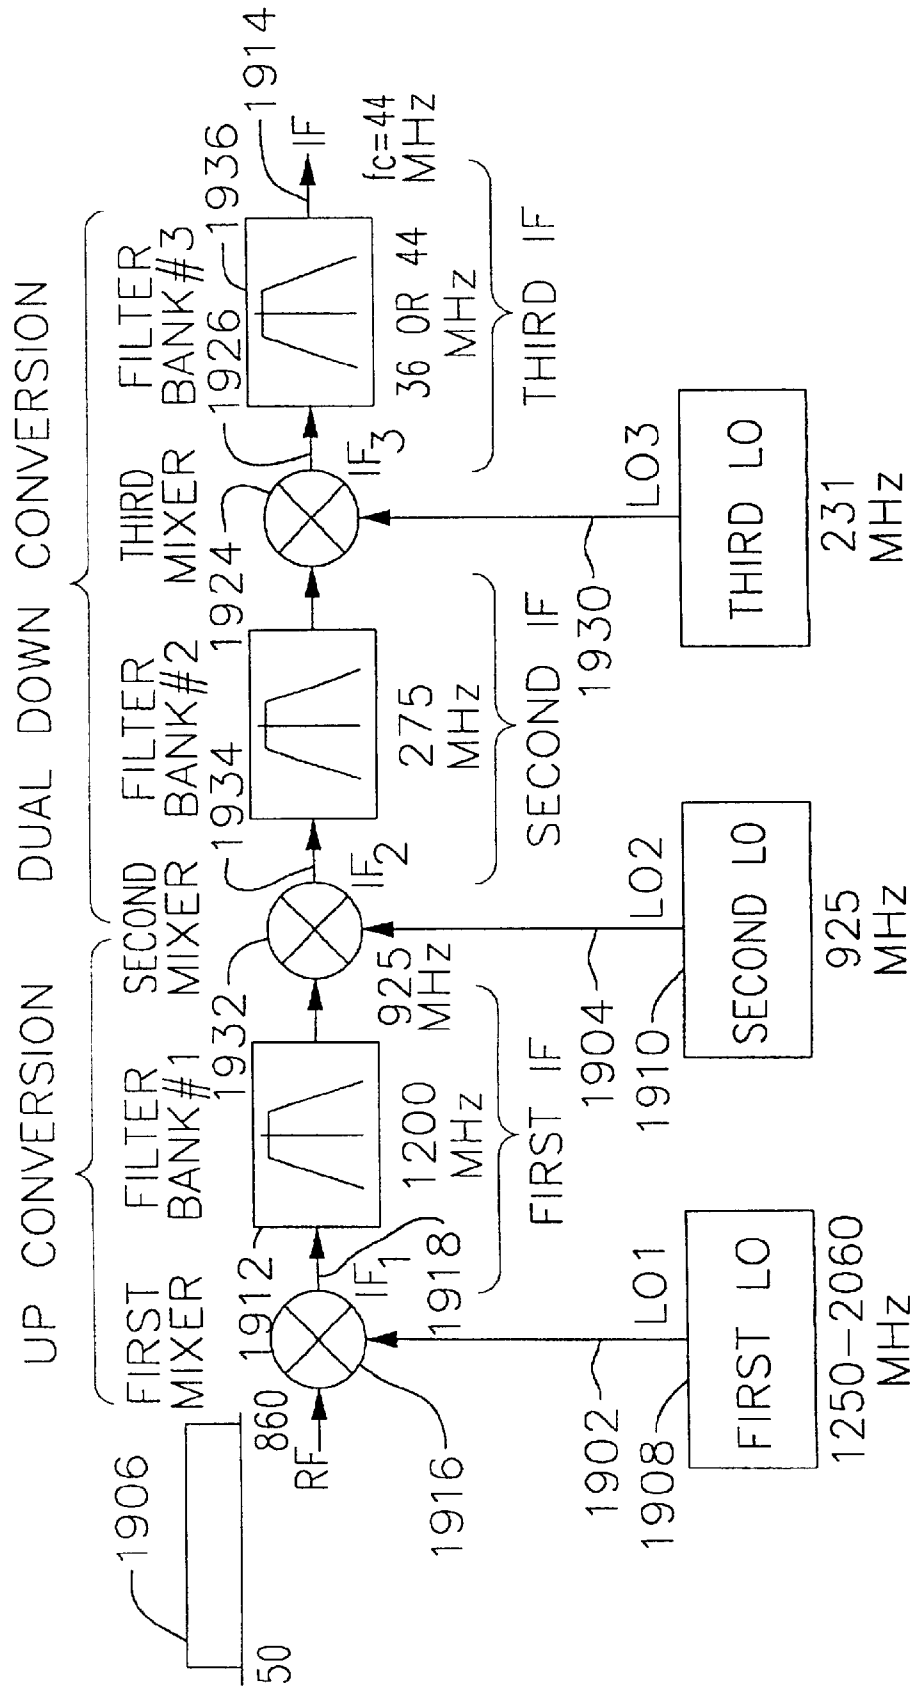 UP CONVERSION
DUAL DOWN CONVERSION
FIRST
MIXER
FILTER
BANK#1
SECOND
MIXER
FILTER
BANK#2
THIRD
MIXER
FILTER
BANK#3
1906
50
860
RF
1912
1916
IF1
1918
1932
1200
MHz
925
MHz
FIRST IF
1934
IF2
275
MHz
SECOND IF
1924
1926
IF3
1936
36 OR 44
MHz
THIRD IF
1914
IF
fc=44
MHz
1902
LO1
1908
FIRST LO
1250-2060
MHz
1904
LO2
1910
SECOND LO
925
MHz
1930
LO3
THIRD LO
231
MHz